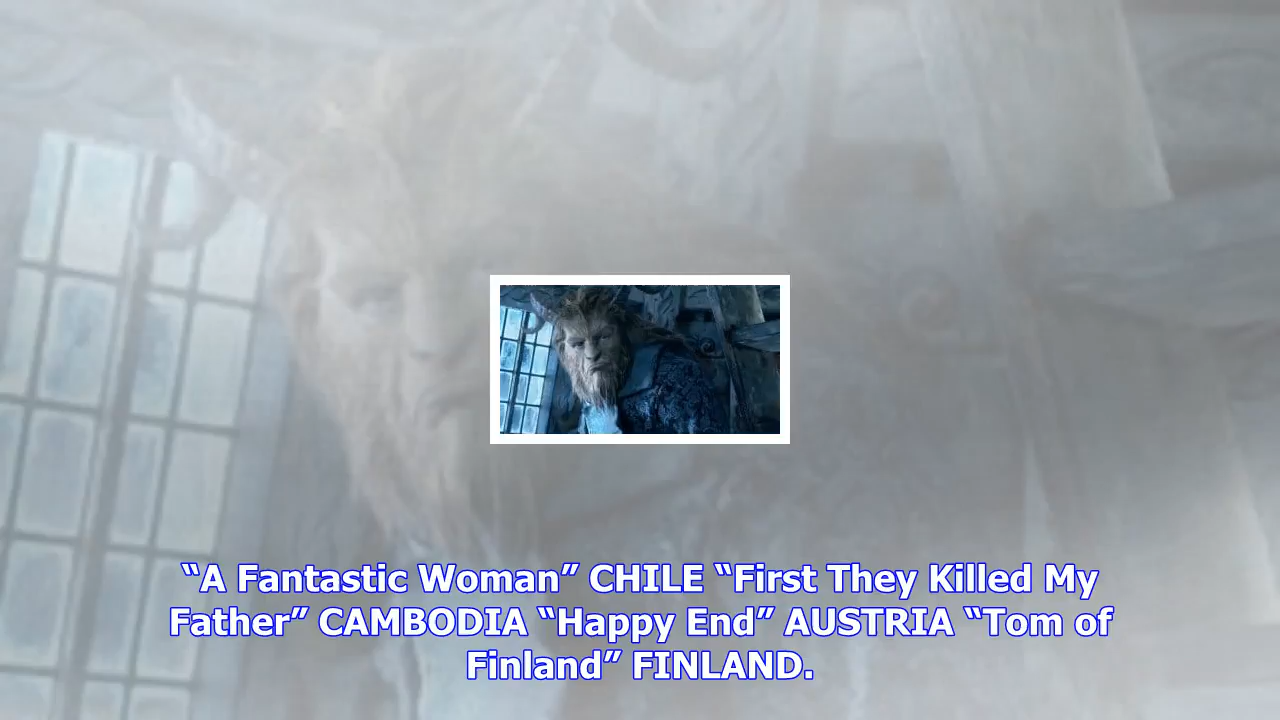 “A Fantastic Woman” CHILE “First They Killed My
Father” CAMBODIA “Happy End” AUSTRIA “Tom of
Finland” FINLAND.